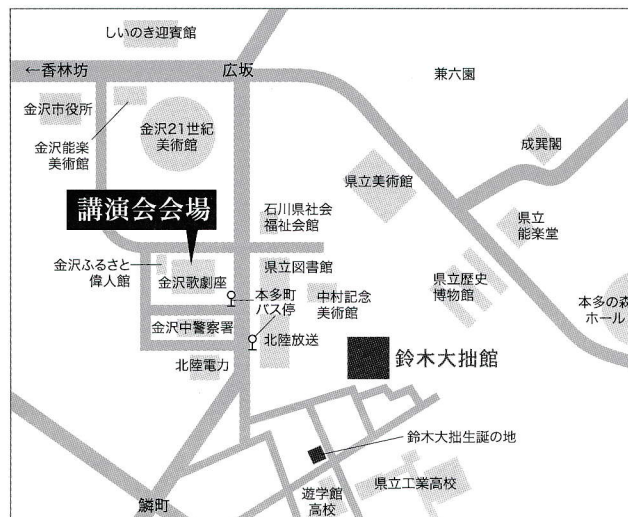 しいのき迎賓館
←香林坊
広坂
兼六園
金沢市役所
金沢能楽
美術館
金沢21世紀
美術館
成巽閣
県立美術館
講演会会場
石川県社会
福祉会館
県立
能楽堂
金沢ふるさと
偉人館
金沢歌劇座
県立図書館
県立歴史
博物館
本多町
バス停
中村記念
美術館
本多の森
ホール
金沢中警察署
北陸放送
北陸電力
鈴木大拙館
鈴木大拙生誕の地
遊学館
高校
県立工業高校
鱗町